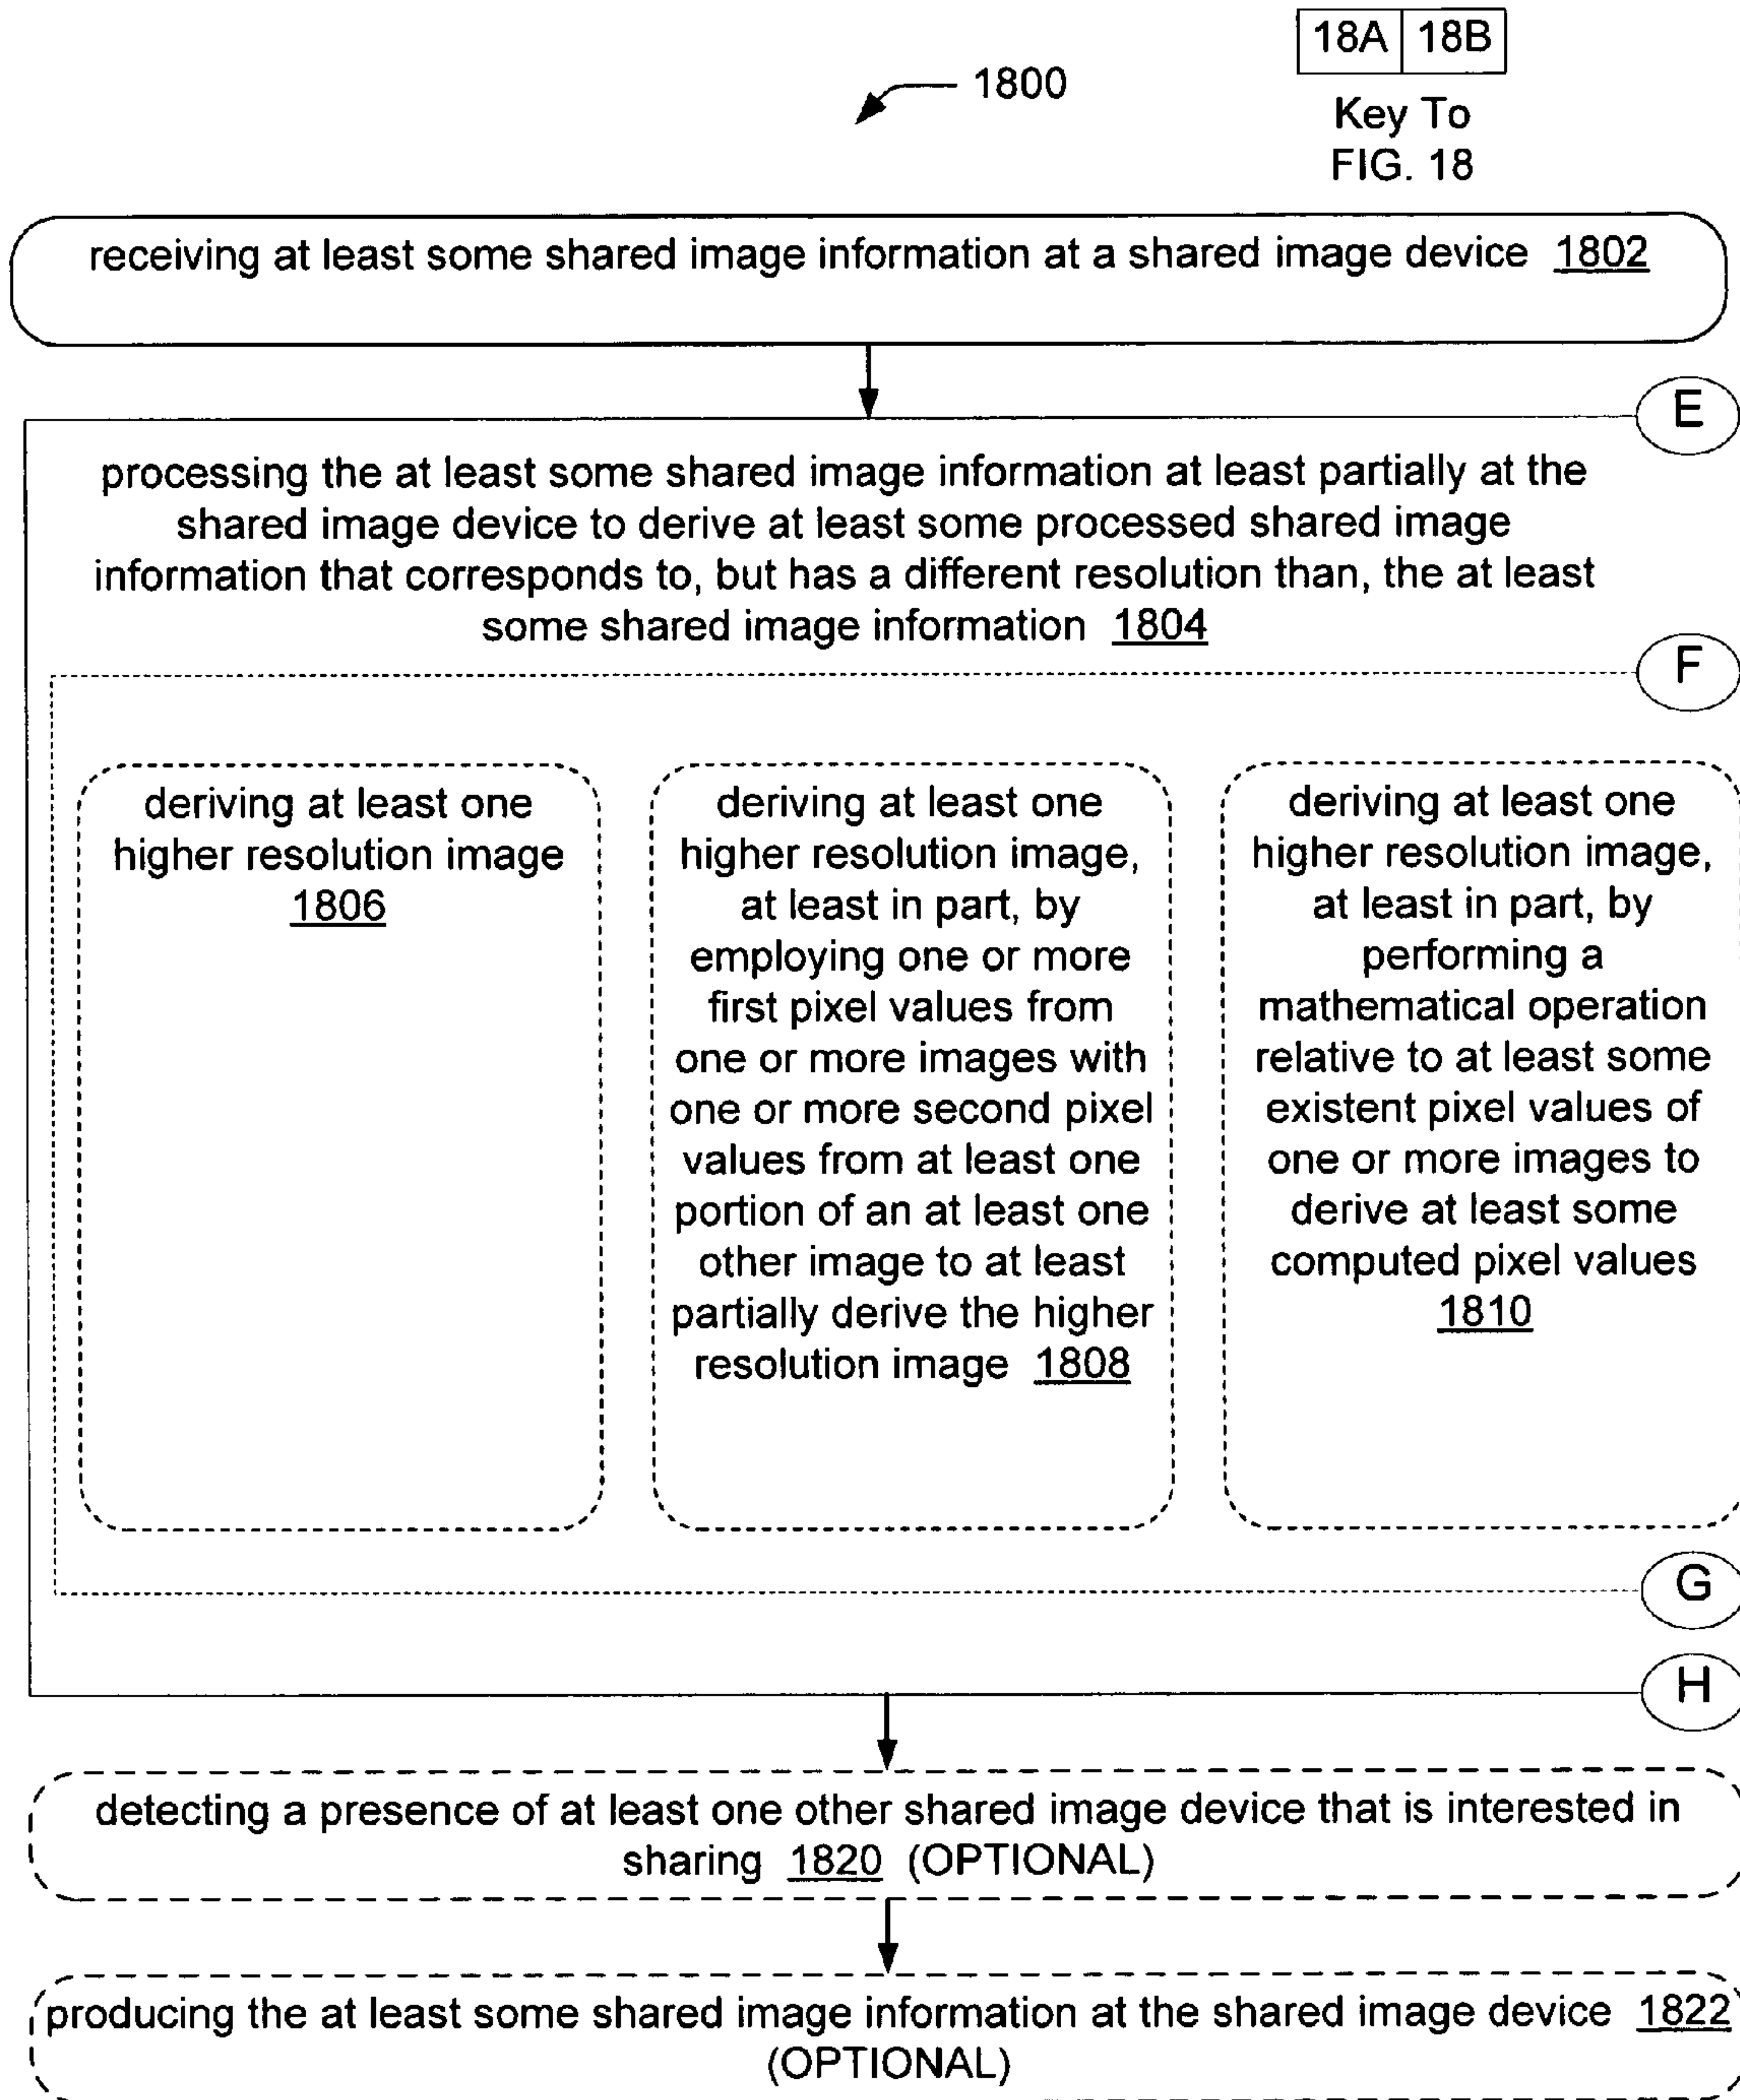 18A 18B
1800
Key To
FIG. 18
receiving at least some shared image information at a shared image device 1802
E
processing the at least some shared image information at least partially at the
shared image device to derive at least some processed shared image
information that corresponds to, but has a different resolution than, the at least
some shared image information 1804
F
deriving at least one
higher resolution image
1806
deriving at least one
higher resolution image,
at least in part, by
employing one or more
first pixel values from
one or more images with
one or more second pixel
values from at least one
portion of an at least one
other image to at least
partially derive the higher
resolution image 1808
deriving at least one
higher resolution image,
at least in part, by
performing a
mathematical operation
relative to at least some
existent pixel values of
one or more images to
derive at least some
computed pixel values
1810
G
H
detecting a presence of at least one other shared image device that is interested in
sharing 1820 (OPTIONAL)
producing the at least some shared image information at the shared image device 1822
(OPTIONAL)